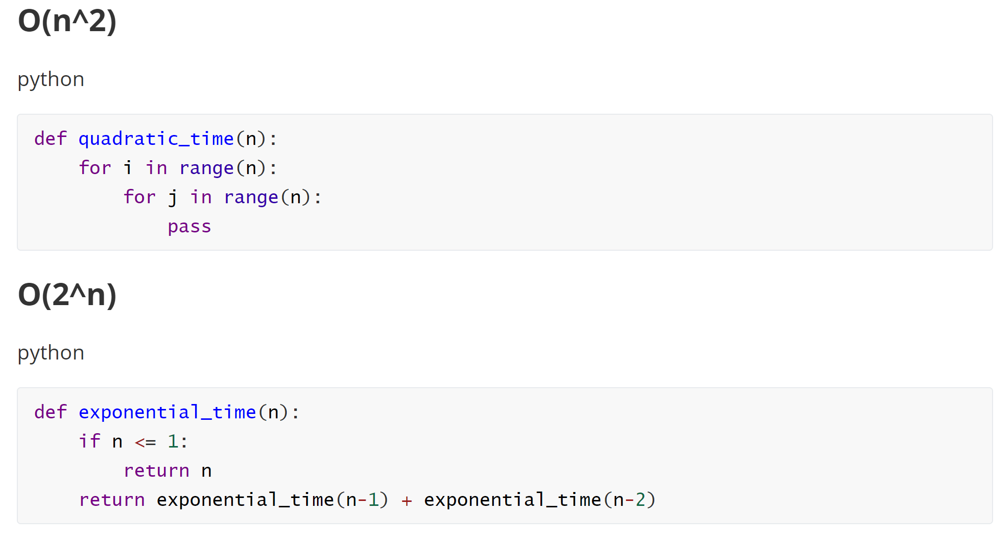 O(n^2)
python
def quadratic_time(n):
    for i in range(n):
        for j in range(n):
            pass
O(2^n)
python
def exponential_time(n):
    if n <= 1:
        return n
    return exponential_time(n-1) + exponential_time(n-2)